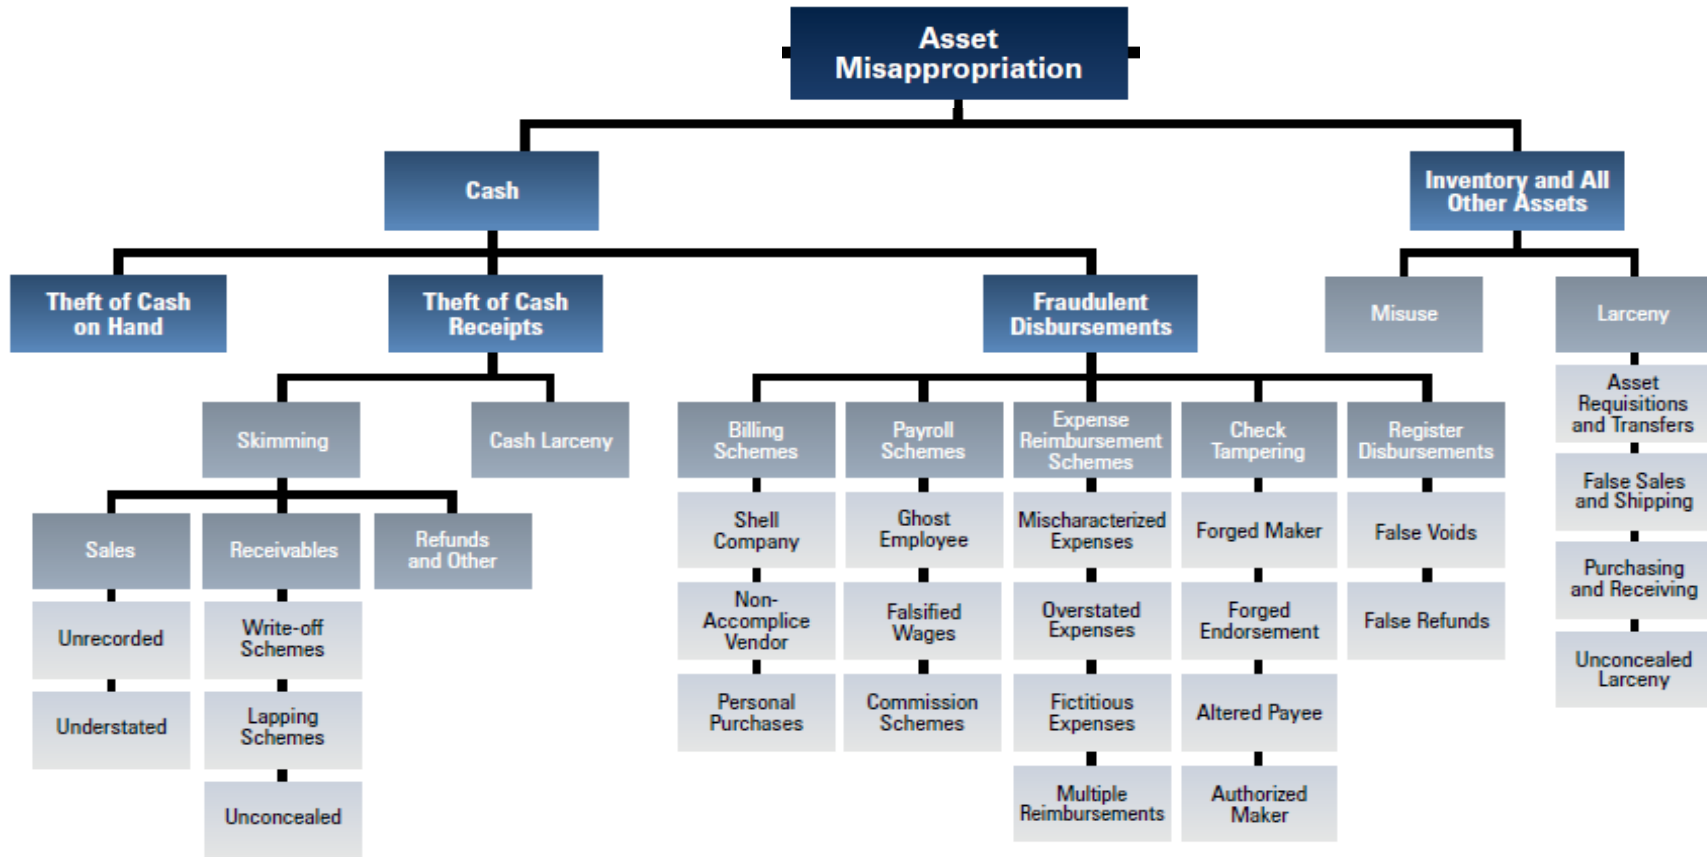 Asset
Misappropriation
Cash
Inventory and All
Other Assets
Theft of Cash
on Hand
Theft of Cash
Receipts
Fraudulent
Disbursements
Misuse
Larceny
Skimming
Cash Larceny
Billing
Schemes
Payroll
Schemes
Expense
Reimbursement
Schemes
Check
Tampering
Register
Disbursements
Asset
Requisitions
and Transfers
False Sales
and Shipping
Purchasing
and Receiving
Unconcealed
Larceny
Sales
Receivables
Refunds
and Other
Unrecorded
Understated
Write-off
Schemes
Lapping
Schemes
Unconcealed
Shell
Company
Non-
Accomplice
Vendor
Personal
Purchases
Ghost
Employee
Falsified
Wages
Commission
Schemes
Mischaracterized
Expenses
Overstated
Expenses
Fictitious
Expenses
Multiple
Reimbursements
Forged Maker
Forged
Endorsement
Altered Payee
Authorized
Maker
False Voids
False Refunds